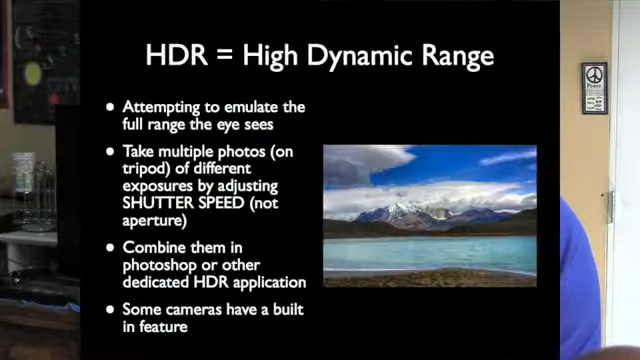 HDR = High Dynamic Range
• Attempting to emulate the
full range the eye sees
• Take multiple photos (on
tripod) of different
exposures by adjusting
SHUTTER SPEED (not
aperture)
• Combine them in
photoshop or other
dedicated HDR application
• Some cameras have a built
in feature
Peace